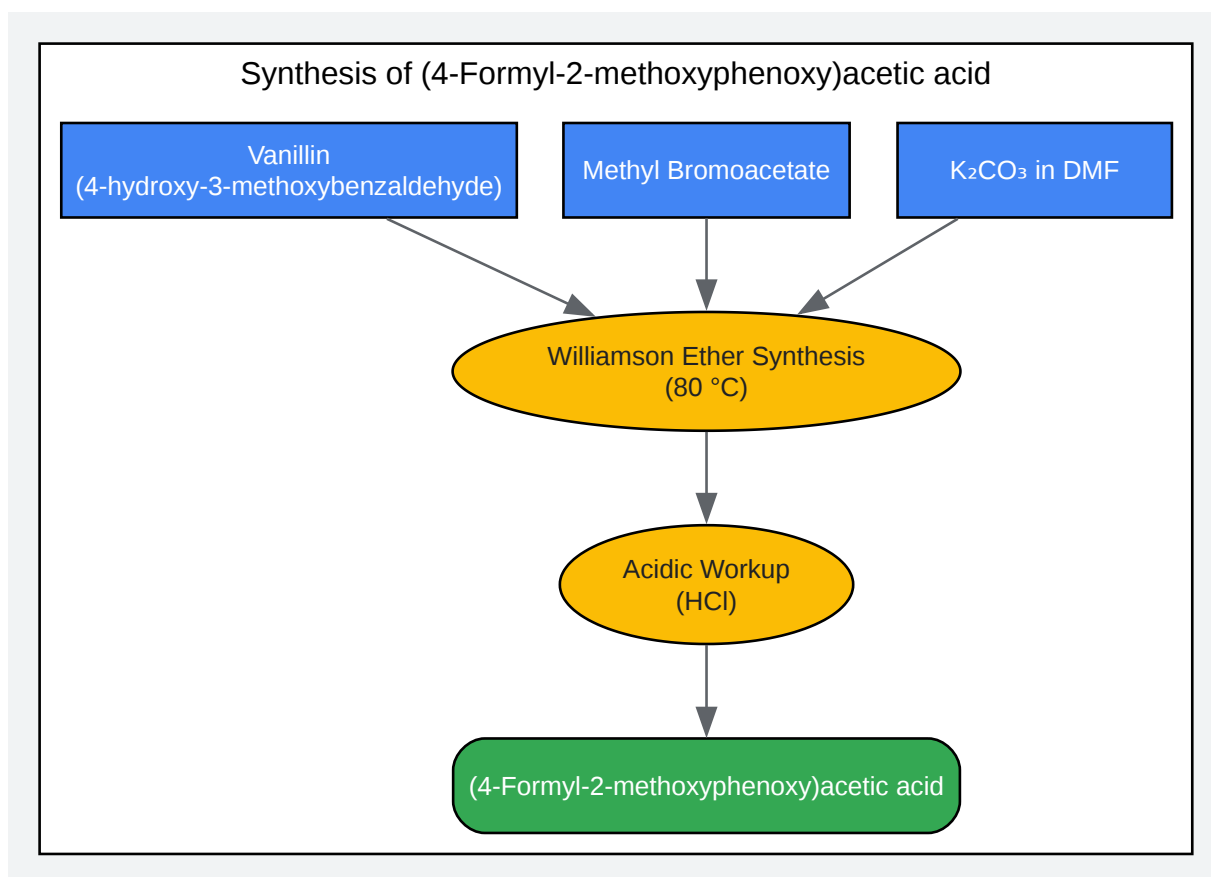 Synthesis of (4-Formyl-2-methoxyphenoxy)acetic acid
Vanillin
(4-hydroxy-3-methoxybenzaldehyde)
Methyl Bromoacetate
K₂CO₃ in DMF
Williamson Ether Synthesis
(80 °C)
Acidic Workup
(HCl)
(4-Formyl-2-methoxyphenoxy)acetic acid